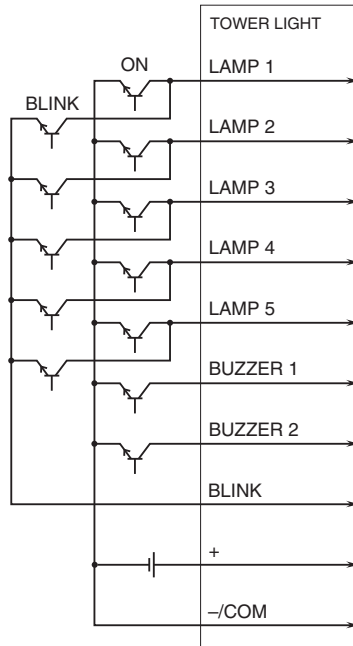 TOWER LIGHT
ON
LAMP 1
BLINK
LAMP 2
LAMP 3
LAMP 4
LAMP 5
BUZZER 1
BUZZER 2
BLINK
+
–/COM